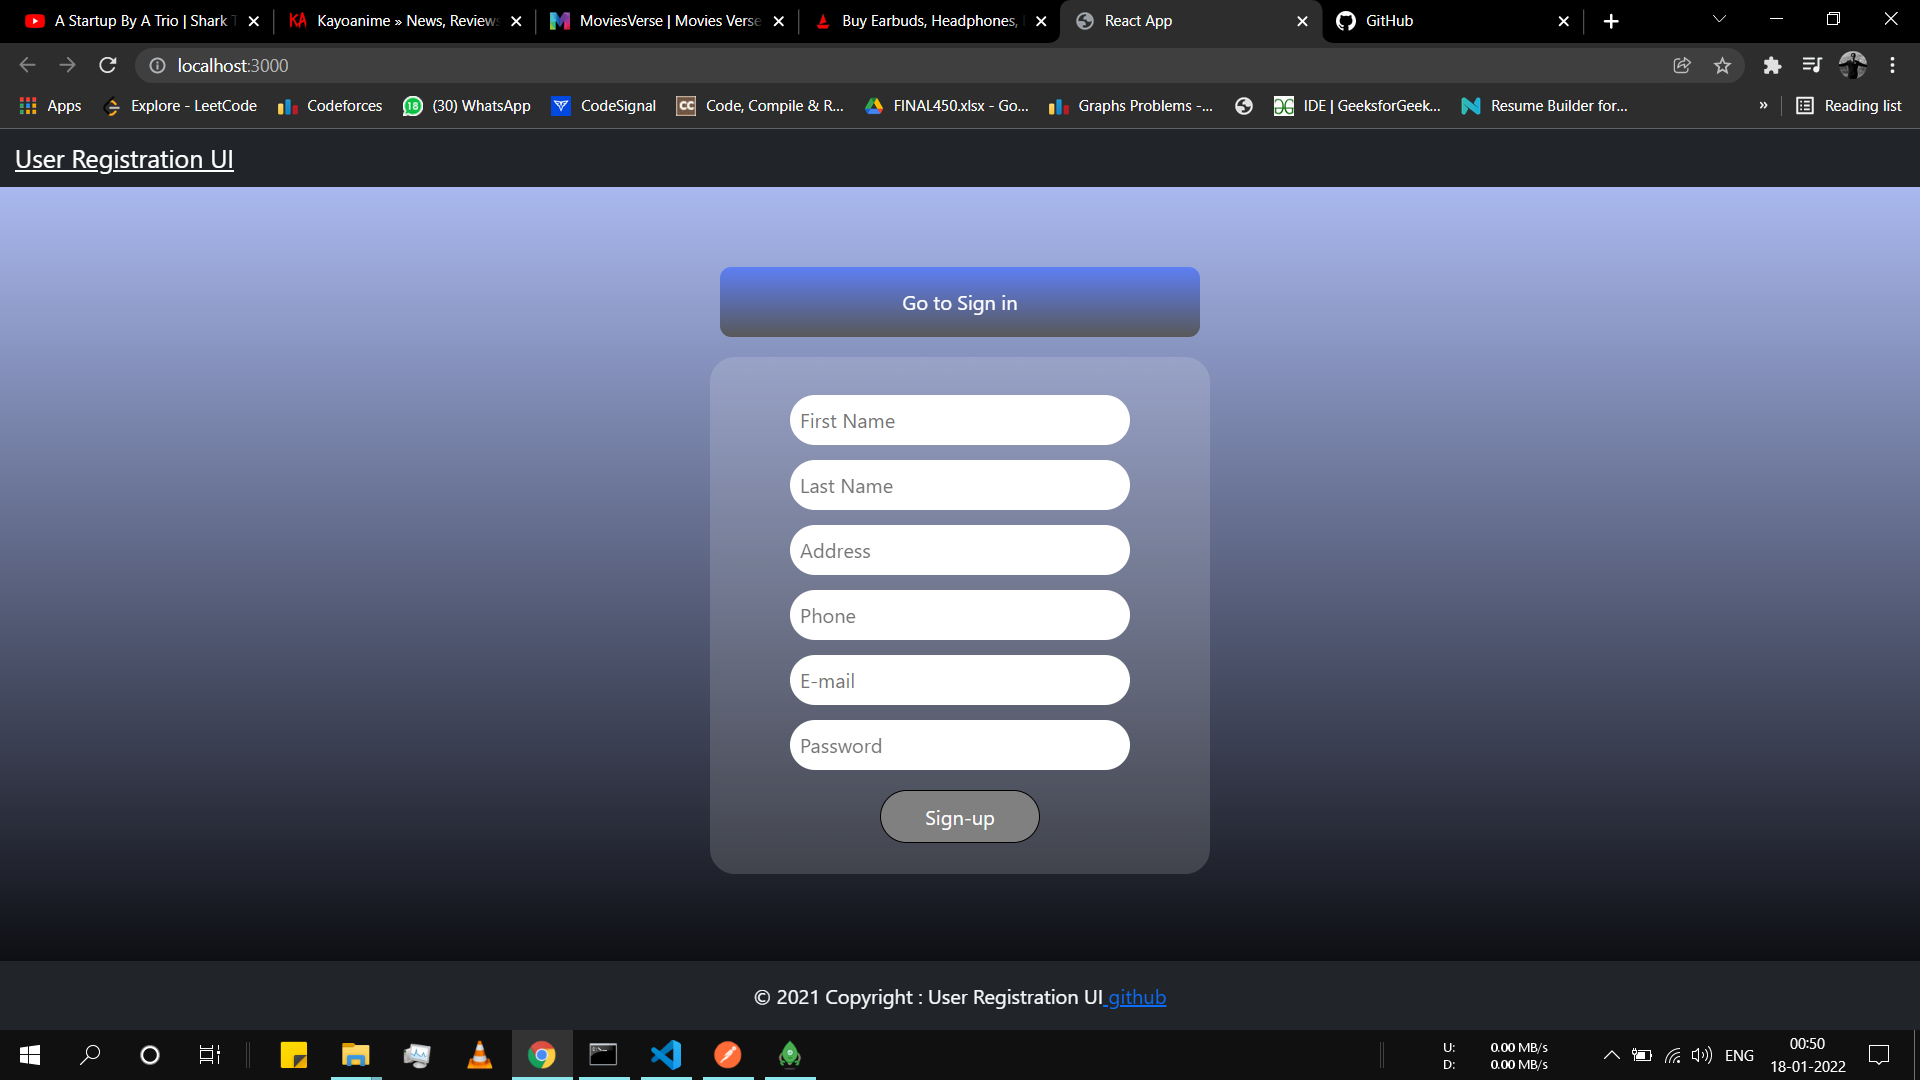 A Startup By A Trio | Shark T
Kayoanime » News, Reviews
MoviesVerse | Movies Verse
Buy Earbuds, Headphones,
React App
GitHub
localhost:3000
Apps
Explore - LeetCode
Codeforces
18
(30) WhatsApp
CodeSignal
CC
Code, Compile & R...
FINAL450.xlsx - Go...
Graphs Problems -...
IDE | GeeksforGeek...
Resume Builder for...
»
Reading list
User Registration UI
Go to Sign in
First Name
Last Name
Address
Phone
E-mail
Password
Sign-up
© 2021 Copyright : User Registration UI github
U: 0.00 MB/s
D: 0.00 MB/s
ENG
00:50
18-01-2022